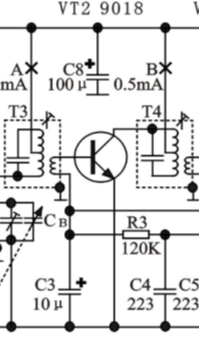 VT2 9018
A
mA
C8
100μ
B
0.5mA
T3
T4
CB
R3
120K
C3
10μ
C4
223
C5
223